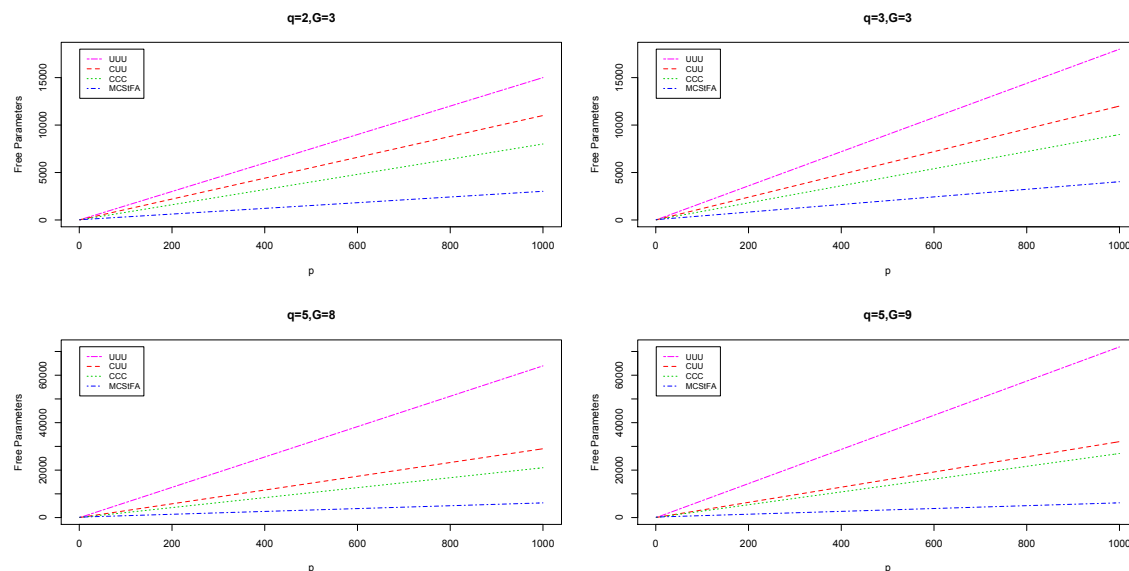 q=2,G=3
UUU
CUU
CCC
MCStFA
Free Parameters
0
5000
10000
15000
0
200
400
600
800
1000
p
q=3,G=3
UUU
CUU
CCC
MCStFA
Free Parameters
0
5000
10000
15000
0
200
400
600
800
1000
p
q=5,G=8
UUU
CUU
CCC
MCStFA
Free Parameters
0
20000
40000
60000
0
200
400
600
800
1000
p
q=5,G=9
UUU
CUU
CCC
MCStFA
Free Parameters
0
20000
40000
60000
0
200
400
600
800
1000
p